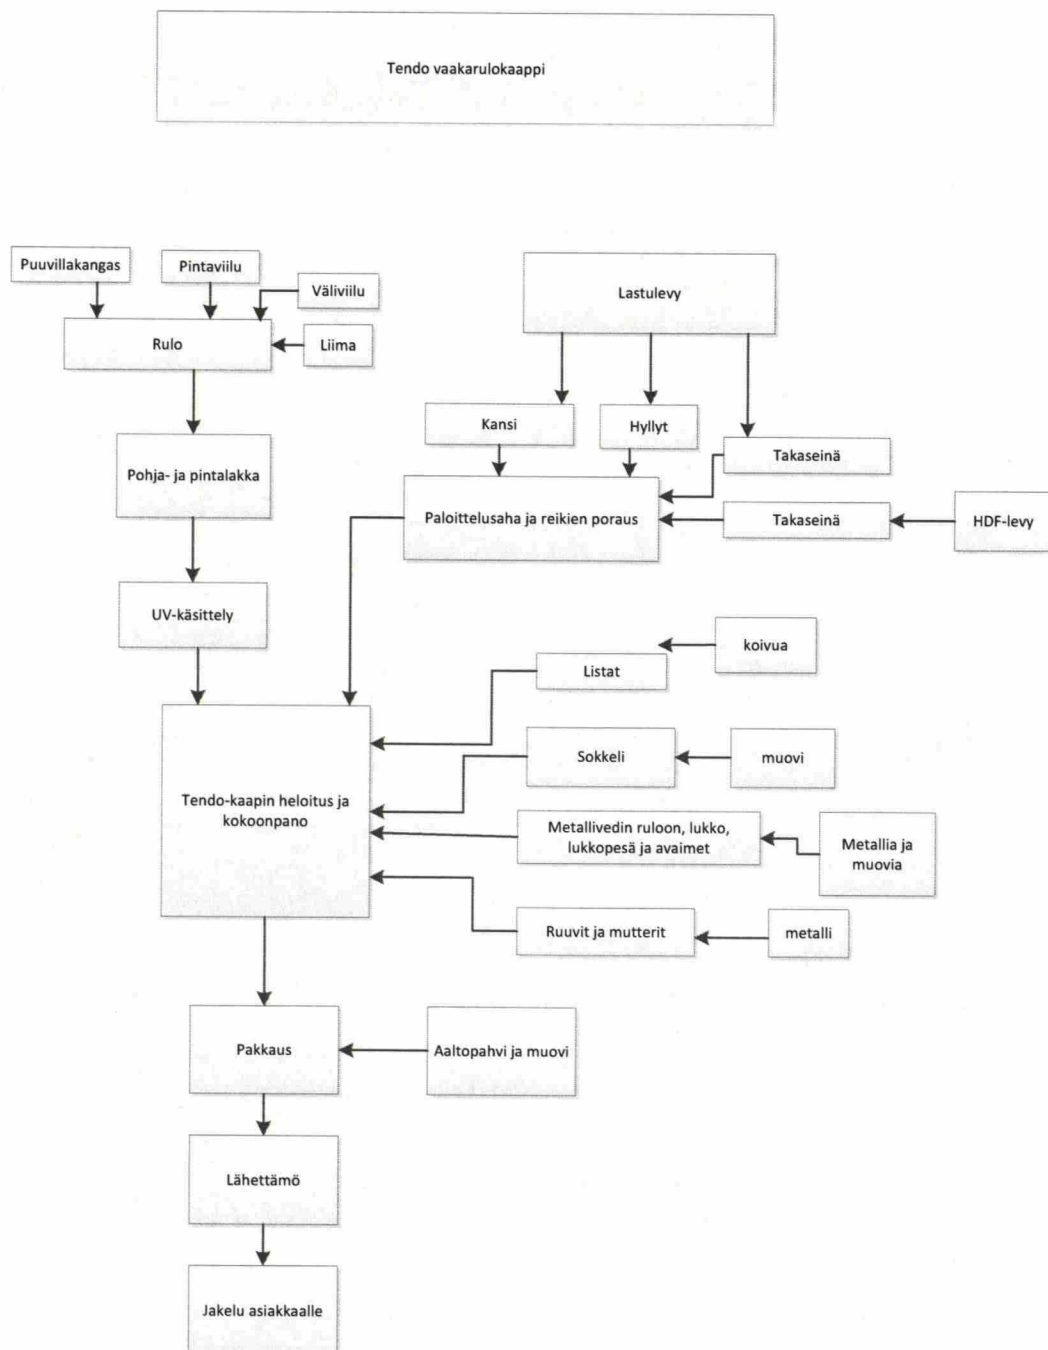 Tendo vaakarulokaappi
Puuvillakangas
Pintaviilu
Väliviilu
Rulo
Liima
Lastulevy
Kansi
Hyllyt
Takaseinä
Pohja- ja pintalakka
Paloittelusaha ja reikien poraus
Takaseinä
HDF-levy
UV-käsittely
koivua
Listat
Sokkeli
muovi
Tendo-kaapin heloitus ja
kokoonpano
Metallivedin ruloon, lukko,
lukkopesä ja avaimet
Metallia ja
muovia
Ruuvit ja mutterit
metalli
Pakkaus
Aaltopahvi ja muovi
Lähettämö
Jakelu asiakkaalle